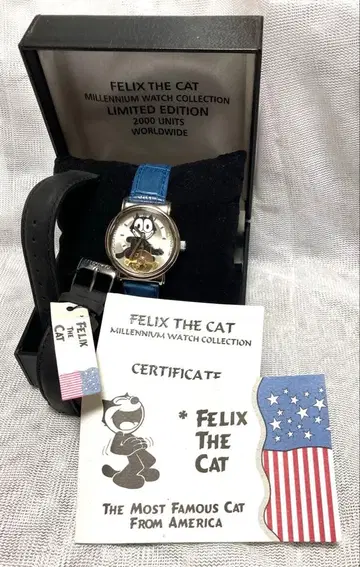 FELIX THE CAT
MILLENNIUM WATCH COLLECTION
LIMITED EDITION
2000 UNITS
WORLDWIDE
FELIX
THE
CAT
FELIX THE CAT
MILLENNIUM WATCH COLLECTION
CERTIFICATE
* FELIX
THE
CAT
THE MOST FAMOUS CAT
FROM AMERICA